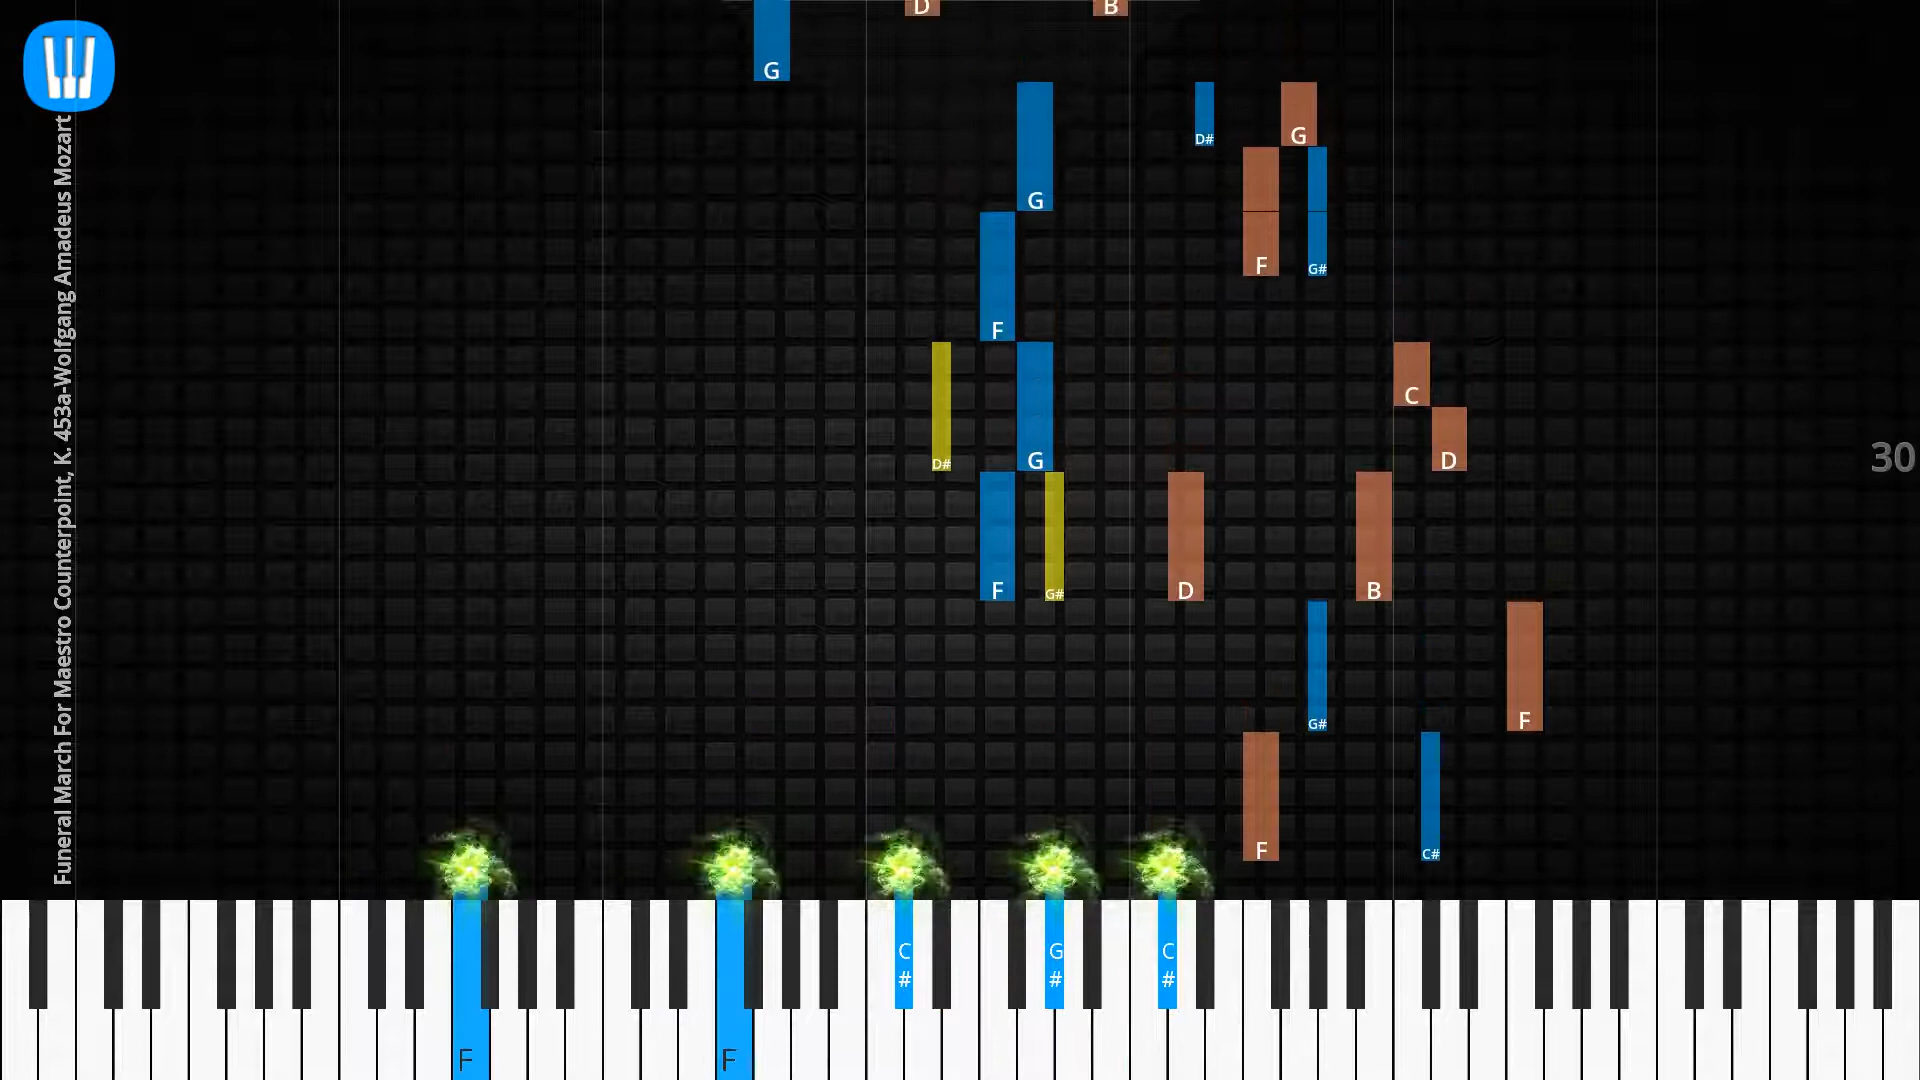 D B
G
D# G
G
F G#
F
C
D# G D
F G# D B
G# F
F C#
Funeral March For Maestro Counterpoint, K. 453a-Wolfgang Amadeus Mozart
30
C# G# C#
F F